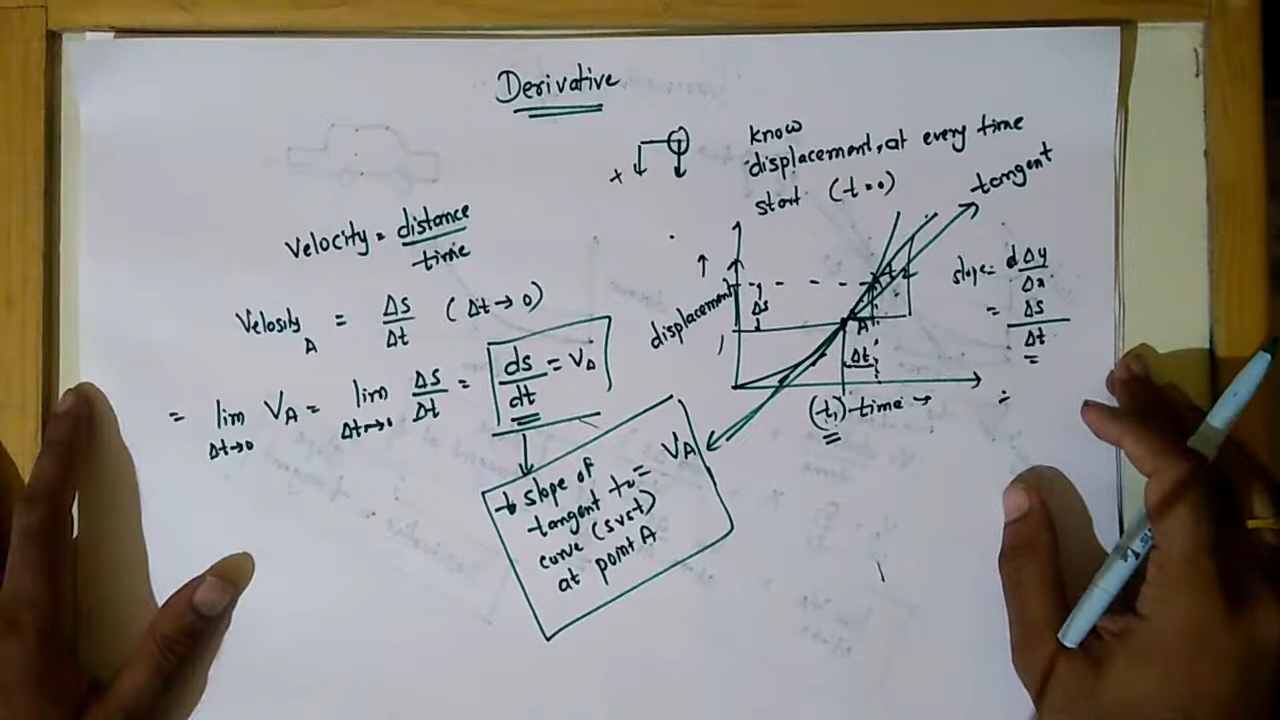 Derivative
know
displacement, at every time
start (t=0)
tangent
+
Velocity = distance
time
Velosity A = Δs/Δt (Δt→0)
= lim Δt→0 VA = lim Δt→0 Δs/Δt = ds/dt = VA
displacement
Δs
A
Δt
(t1) time →
slope = dΔy/Δx
= Δs/Δt
slope of = VA
tangent to
curve (svst)
at point A